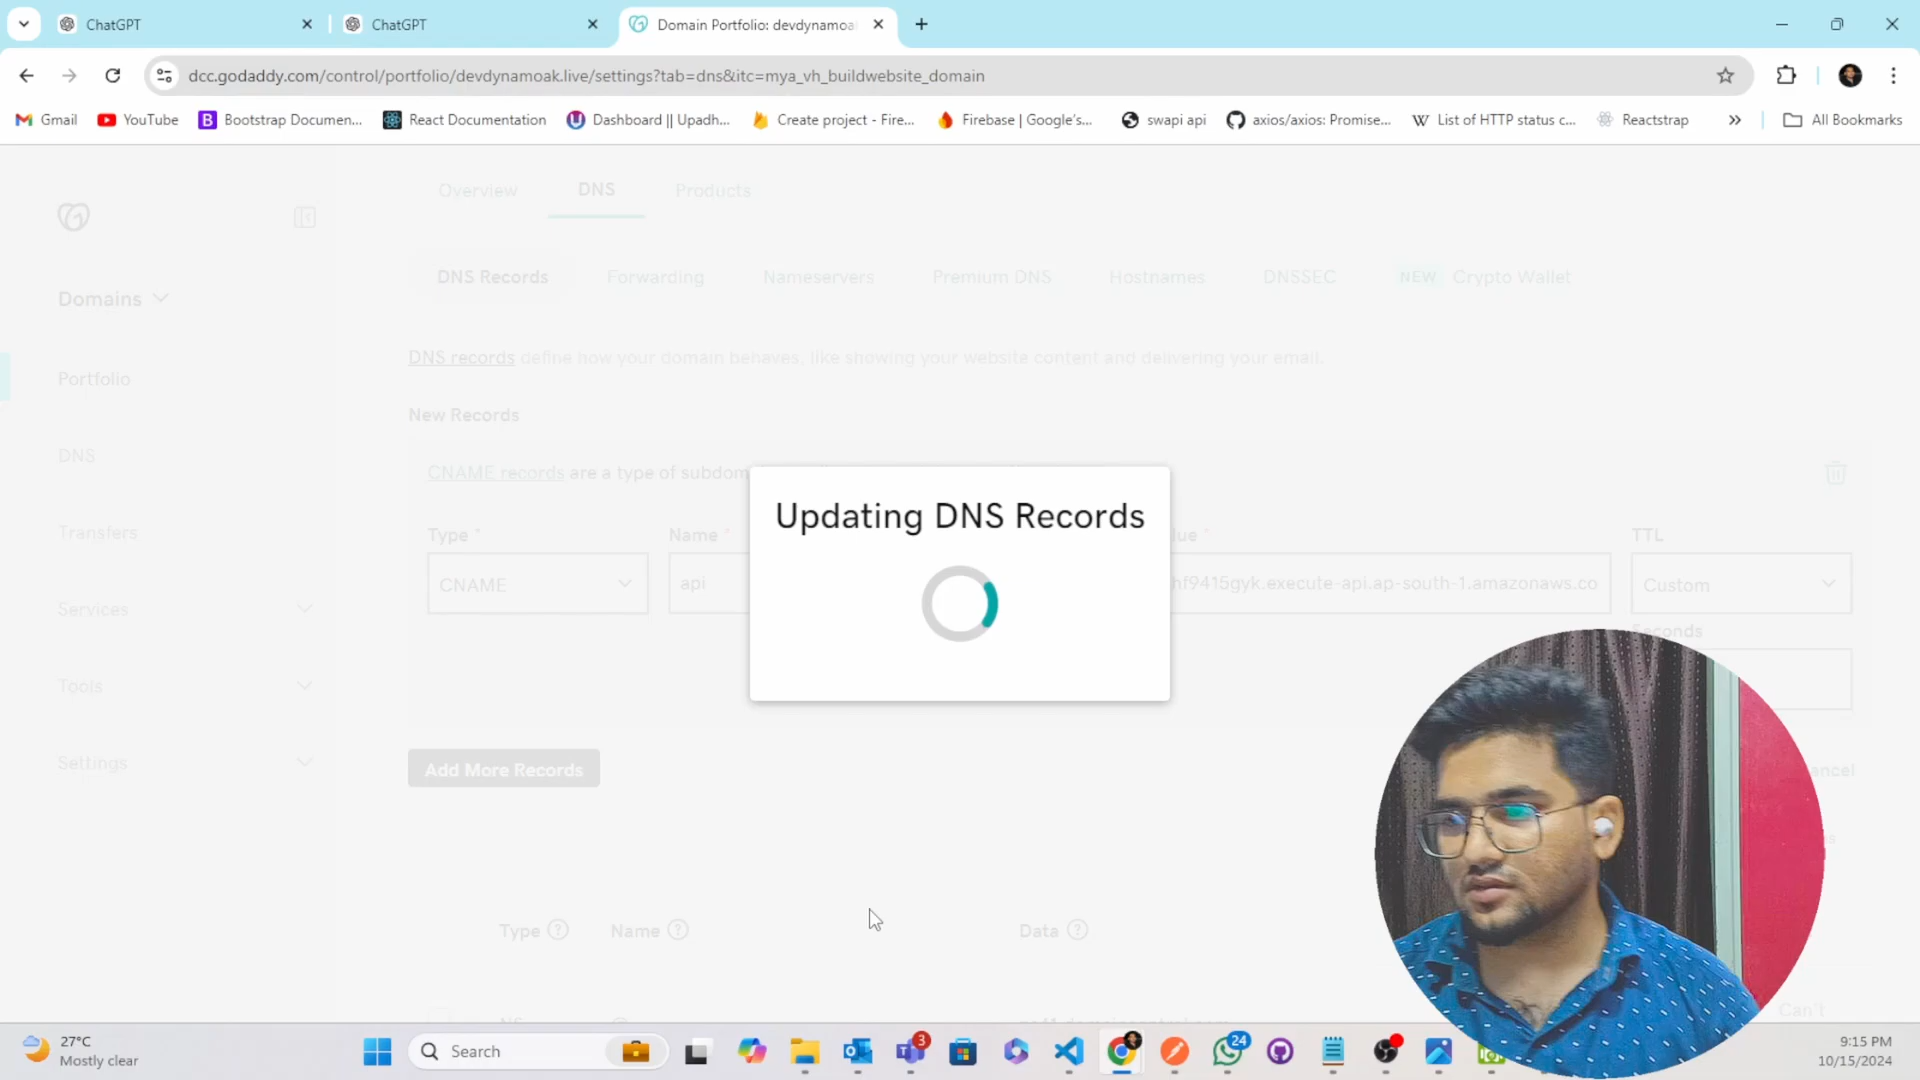 ChatGPT
ChatGPT
Domain Portfolio: devdynamoa
dcc.godaddy.com/control/portfolio/devdynamoak.live/settings?tab=dns&itc=mya_vh_buildwebsite_domain
Gmail
YouTube
Bootstrap Documen...
React Documentation
Dashboard || Upadh...
Create project - Fire...
Firebase | Google's...
swapi api
axios/axios: Promise...
List of HTTP status c...
Reactstrap
All Bookmarks
Overview
DNS
Products
Domains
Portfolio
DNS
Transfers
Services
Tools
Settings
DNS Records
Forwarding
Nameservers
Premium DNS
Hostnames
DNSSEC
NEW Crypto Wallet
DNS records define how your domain behaves, like showing your website content and delivering your email.
New Records
CNAME records are a type of subdom
Type *
Name *
lue *
TTL
CNAME
api
hf9415gyk.execute-api.ap-south-1.amazonaws.co
Custom
Seconds
Updating DNS Records
Add More Records
ancel
Type
Name
Data
NS
@
Can't
27°C
Mostly clear
Search
3
24
9:15 PM
10/15/2024